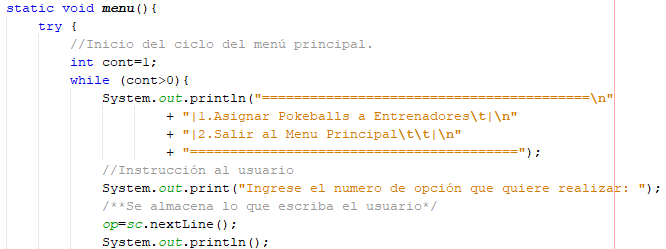 static void menu(){
try {
//Inicio del ciclo del menú principal.
int cont=1;
while (cont>0){
System.out.println("=========================================\n"
+ "|1.Asignar Pokeballs a Entrenadores\t|\n"
+ "|2.Salir al Menu Principal\t\t|\n"
+ "=========================================");
//Instrucción al usuario
System.out.print("Ingrese el numero de opción que quiere realizar: ");
/**Se almacena lo que escriba el usuario*/
op=sc.nextLine();
System.out.println();